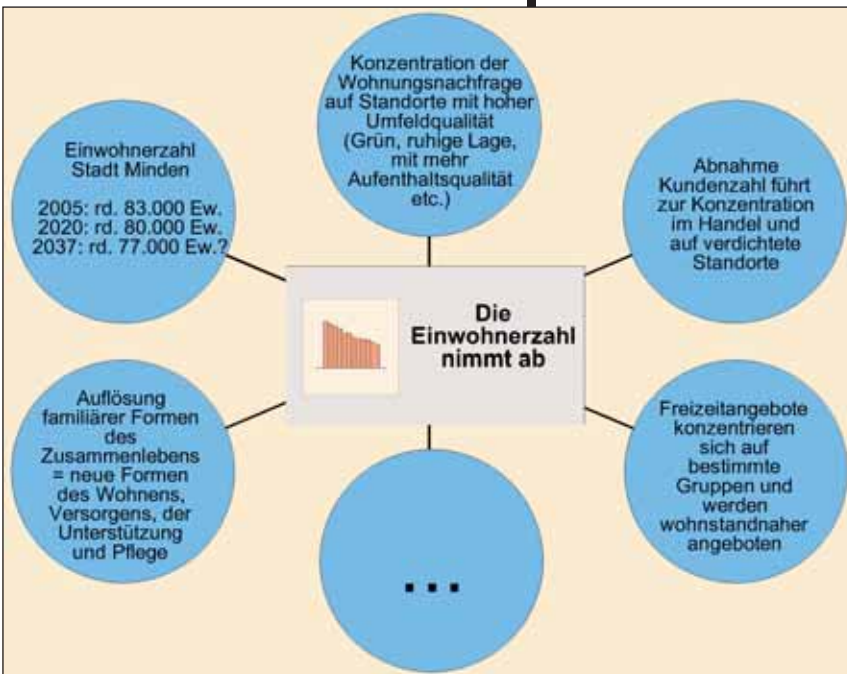 Konzentration der
Wohnungsnachfrage
auf Standorte mit hoher
Umfeldqualität
(Grün, ruhige Lage,
mit mehr
Aufenthaltsqualität
etc.)
Einwohnerzahl
Stadt Minden
2005: rd. 83.000 Ew.
2020: rd. 80.000 Ew.
2037: rd. 77.000 Ew.?
Abnahme
Kundenzahl führt
zur Konzentration
im Handel und
auf verdichtete
Standorte
Die
Einwohnerzahl
nimmt ab
Auflösung
familiärer Formen
des
Zusammenlebens
= neue Formen
des Wohnens,
Versorgens, der
Unterstützung
und Pflege
Freizeitangebote
konzentrieren
sich auf
bestimmte
Gruppen und
werden
wohnstandnaher
angeboten
...